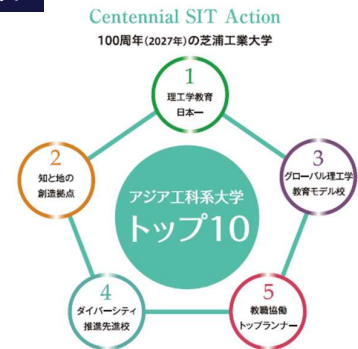 Centennial SIT Action
100周年(2027年)の芝浦工業大学
1
理工学教育
日本一
2
知と地の
創造拠点
3
グローバル理工学
教育モデル校
アジア工科系大学
トップ10
4
ダイバーシティ
推進先進校
5
教職協働
トップランナー